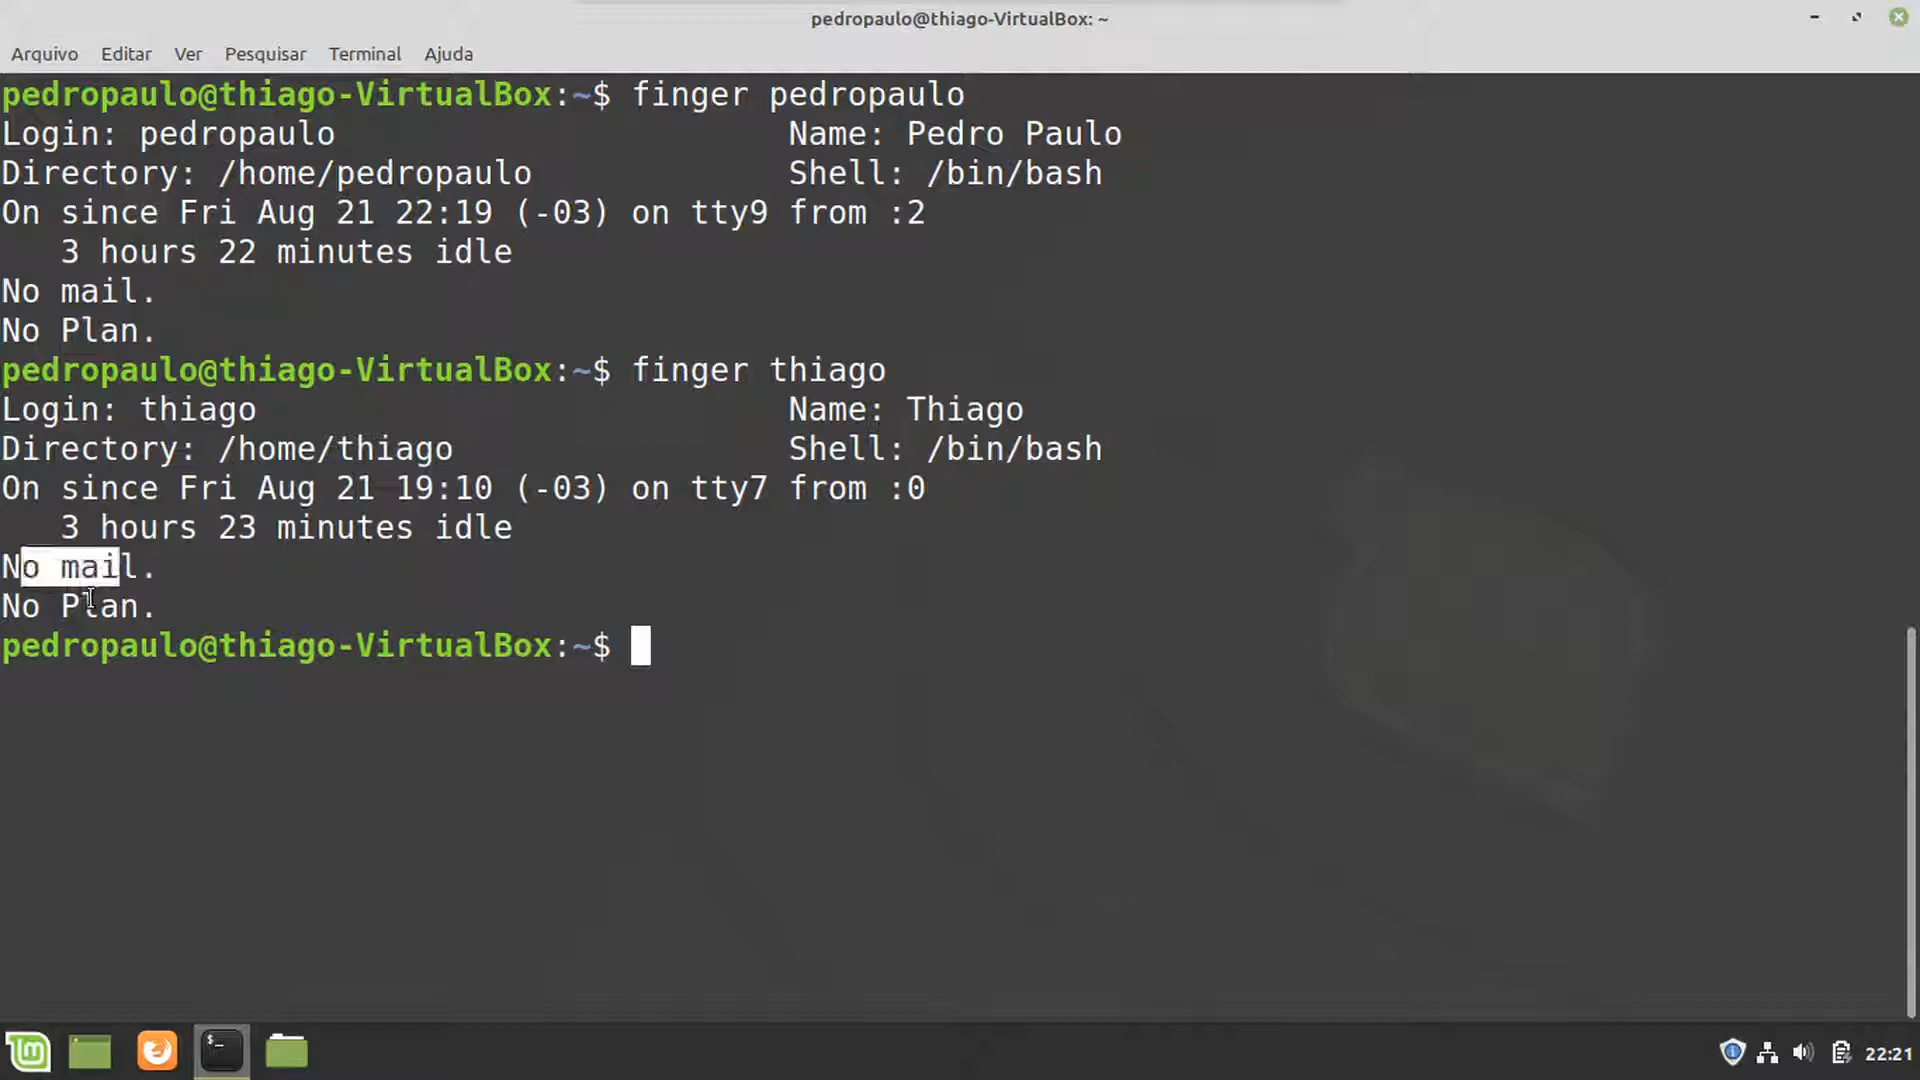 pedropaulo@thiago-VirtualBox: ~
Arquivo Editar Ver Pesquisar Terminal Ajuda
pedropaulo@thiago-VirtualBox:~$ finger pedropaulo
Login: pedropaulo Name: Pedro Paulo
Directory: /home/pedropaulo Shell: /bin/bash
On since Fri Aug 21 22:19 (-03) on tty9 from :2
3 hours 22 minutes idle
No mail.
No Plan.
pedropaulo@thiago-VirtualBox:~$ finger thiago
Login: thiago Name: Thiago
Directory: /home/thiago Shell: /bin/bash
On since Fri Aug 21 19:10 (-03) on tty7 from :0
3 hours 23 minutes idle
No mail.
No Plan.
pedropaulo@thiago-VirtualBox:~$
22:21